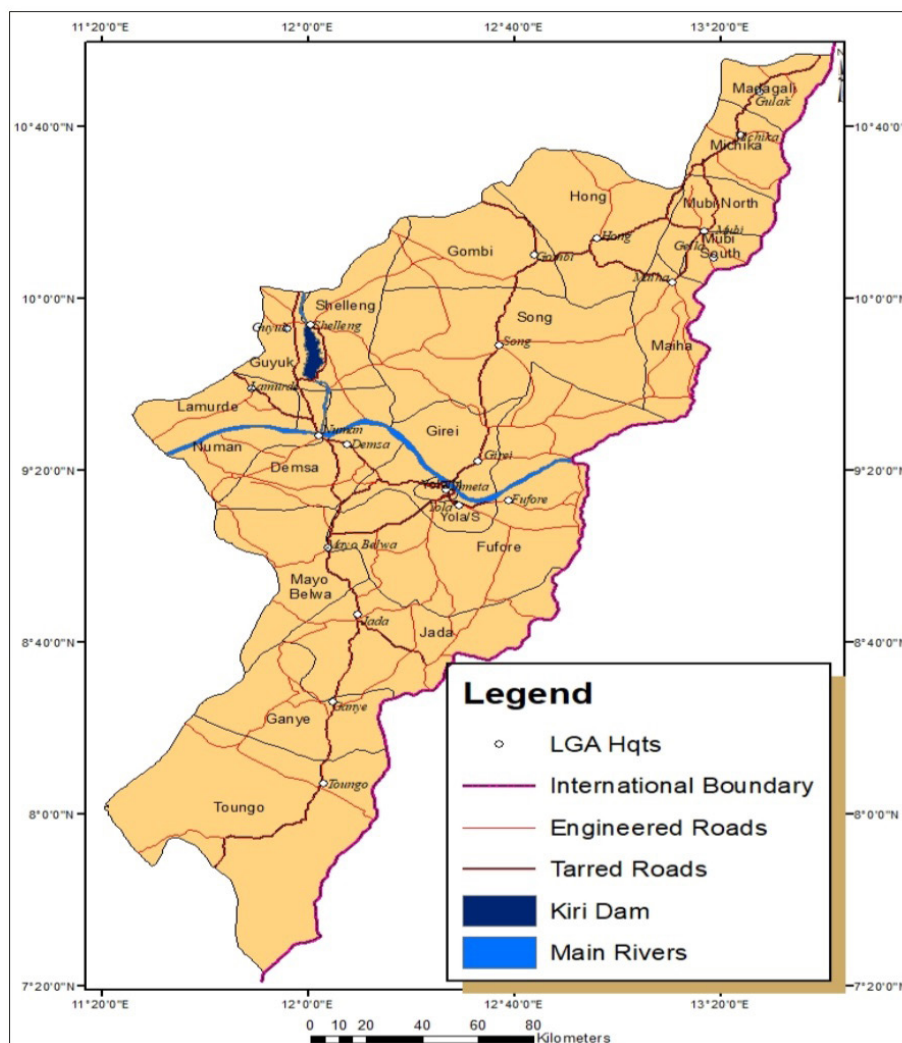 11°20'0"E 12°0'0"E 12°40'0"E 13°20'0"E
Madagali
Gulak
10°40'0"N 10°40'0"N
Michika
Hong
Mubi North
Hong
Mubi
Gombi
Gombi
Mubi
South
Maiha
10°0'0"N 10°0'0"N
Shelleng
Song
Guyuk
Shelleng
Song
Maiha
Guyuk
Lamurde
Lamurde
Numan
Girei
Numan
Demsa
Girei
9°20'0"N 9°20'0"N
Demsa
Fufore
Yola
Yola/S
Mayo Belwa
Fufore
Mayo
Belwa
Jada
Jada
8°40'0"N 8°40'0"N
Ganye
Ganye
Toungo
Toungo
8°0'0"N 8°0'0"N
7°20'0"N 7°20'0"N
Legend
LGA Hqts
International Boundary
Engineered Roads
Tarred Roads
Kiri Dam
Main Rivers
11°20'0"E 12°0'0"E 12°40'0"E 13°20'0"E
0 10 20 40 60 80
Kilometers